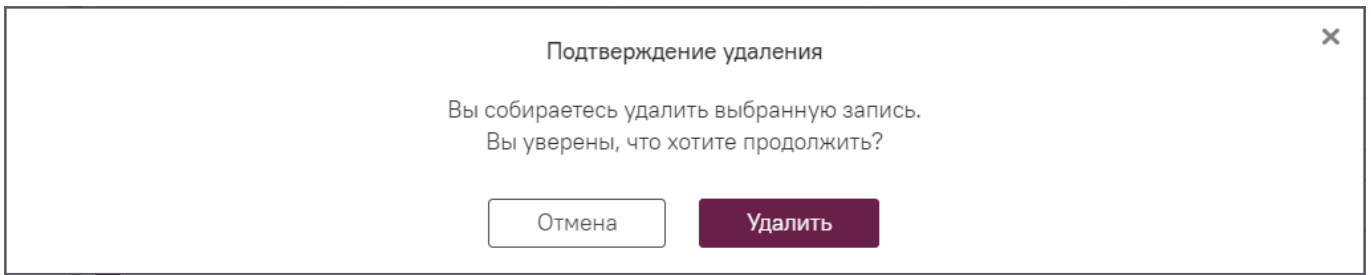 Подтверждение удаления
Вы собираетесь удалить выбранную запись.
Вы уверены, что хотите продолжить?
Отмена
Удалить